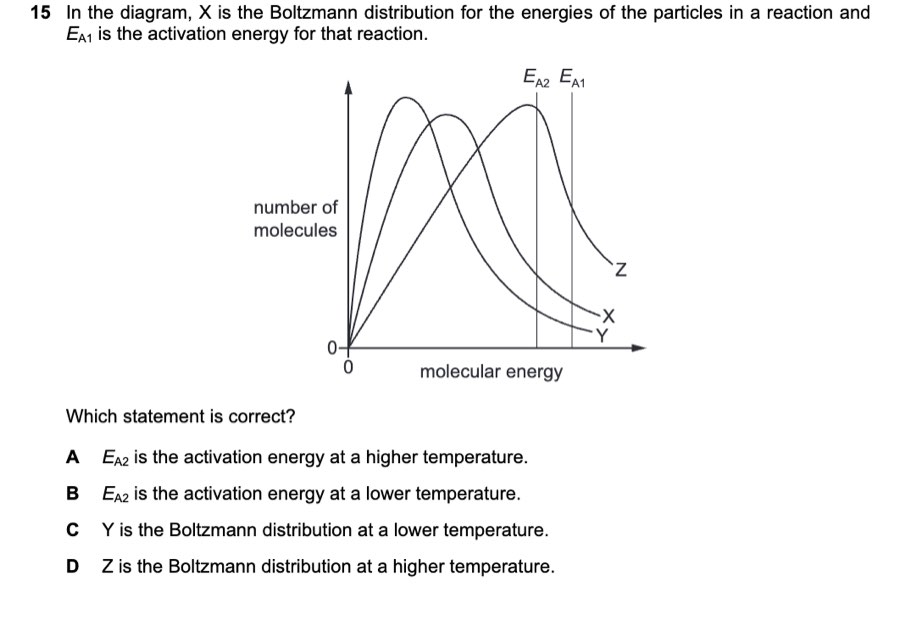 15 In the diagram, X is the Boltzmann distribution for the energies of the particles in a reaction and
EA1 is the activation energy for that reaction.
EA2 EA1
number of
molecules
Z
X
Y
0
0
molecular energy
Which statement is correct?
A EA2 is the activation energy at a higher temperature.
B EA2 is the activation energy at a lower temperature.
C Y is the Boltzmann distribution at a lower temperature.
D Z is the Boltzmann distribution at a higher temperature.